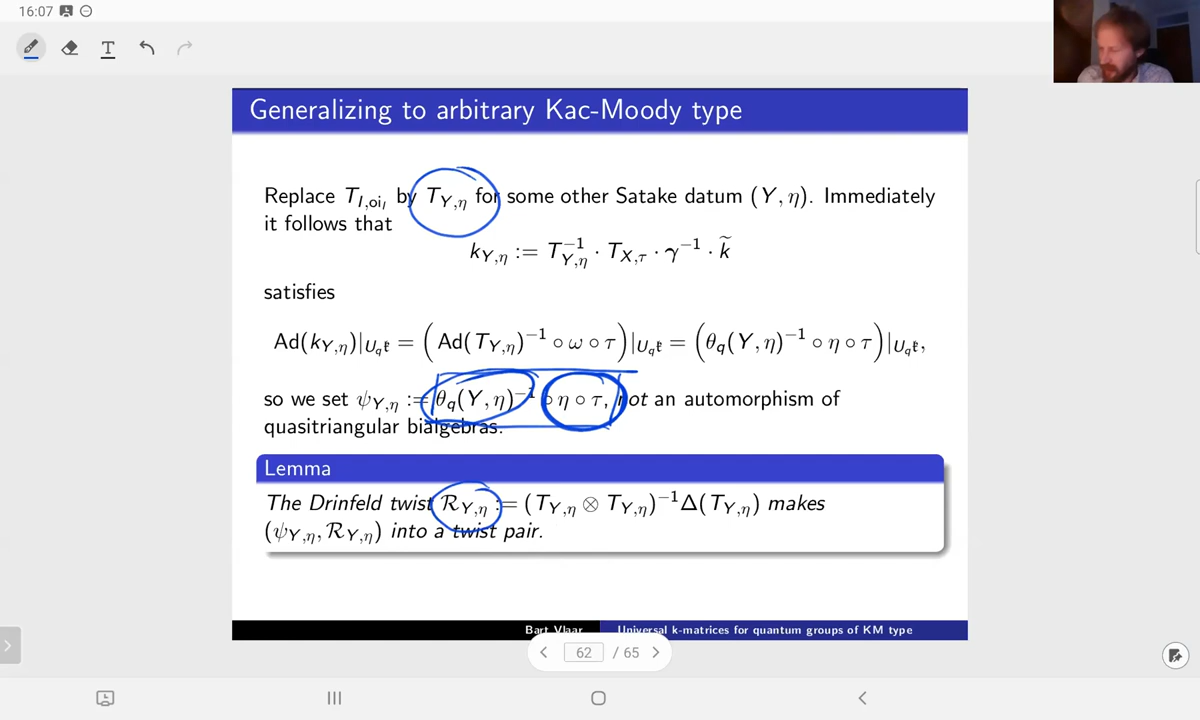 16:07
T
Generalizing to arbitrary Kac-Moody type
Replace T_{I,oi_I} by T_{Y,η} for some other Satake datum (Y, η). Immediately
it follows that
k_{Y,η} := T_{Y,η}^{-1} · T_{X,τ} · γ^{-1} · k̃
satisfies
Ad(k_{Y,η})|_{U_q𝔨} = (Ad(T_{Y,η})^{-1} ∘ ω ∘ τ)|_{U_q𝔨} = (θ_q(Y, η)^{-1} ∘ η ∘ τ)|_{U_q𝔨},
so we set ψ_{Y,η} := θ_q(Y, η)^{-1} ∘ η ∘ τ, not an automorphism of
quasitriangular bialgebras.
Lemma
The Drinfeld twist ℛ_{Y,η} := (T_{Y,η} ⊗ T_{Y,η})^{-1}Δ(T_{Y,η}) makes
(ψ_{Y,η}, ℛ_{Y,η}) into a twist pair.
Bart Vlaar Universal k-matrices for quantum groups of KM type
62 / 65